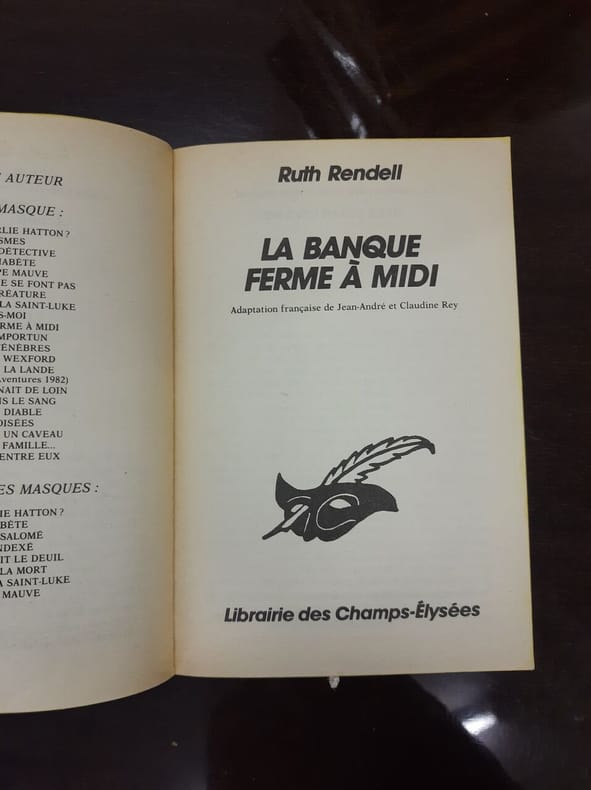 AUTEUR
MASQUE :
RLIE HATTON ?
SMES
DÉTECTIVE
IABÈTE
PE MAUVE
E SE FONT PAS
RÉATURE
LA SAINT-LUKE
S-MOI
RME À MIDI
MPORTUN
ÉNÈBRES
WEXFORD
LA LANDE
(Aventures 1982)
NAIT DE LOIN
NS LE SANG
DIABLE
OISÉES
UN CAVEAU
FAMILLE...
ENTRE EUX
ES MASQUES :
LIE HATTON ?
BÊTE
SALOMÉ
NDEXÉ
IT LE DEUIL
LA MORT
A SAINT-LUKE
MAUVE
Ruth Rendell
LA BANQUE
FERME À MIDI
Adaptation française de Jean-André et Claudine Rey
Librairie des Champs-Élysées